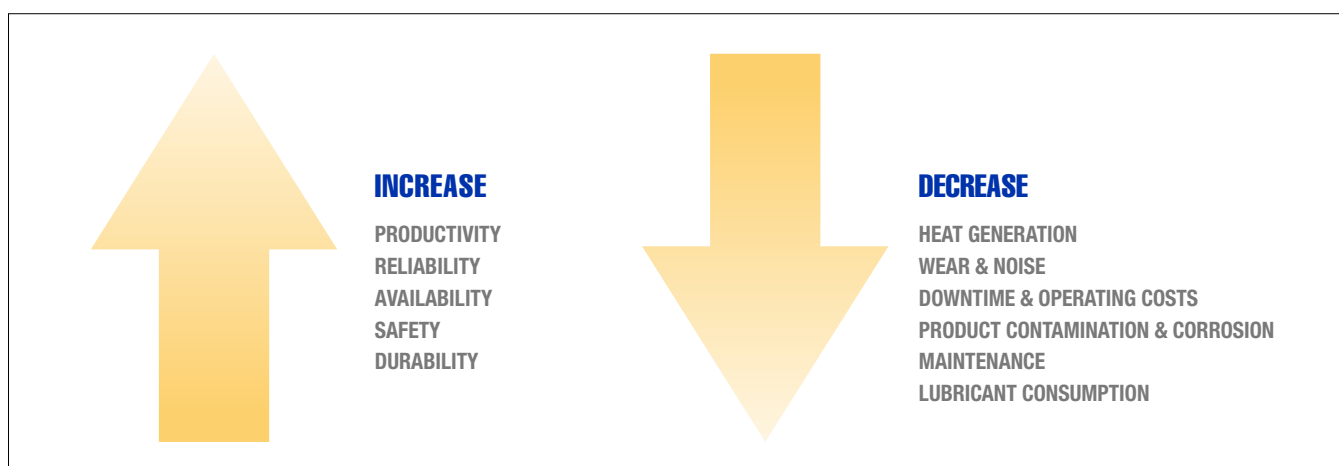 INCREASE
PRODUCTIVITY
RELIABILITY
AVAILABILITY
SAFETY
DURABILITY
DECREASE
HEAT GENERATION
WEAR & NOISE
DOWNTIME & OPERATING COSTS
PRODUCT CONTAMINATION & CORROSION
MAINTENANCE
LUBRICANT CONSUMPTION